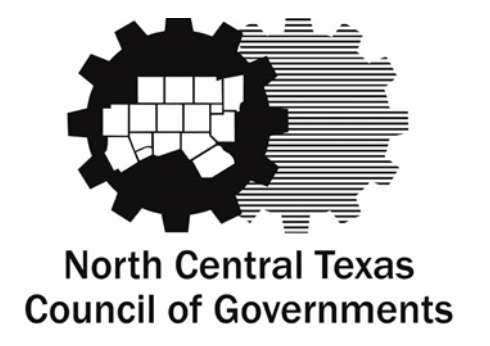 North Central Texas
Council of Governments